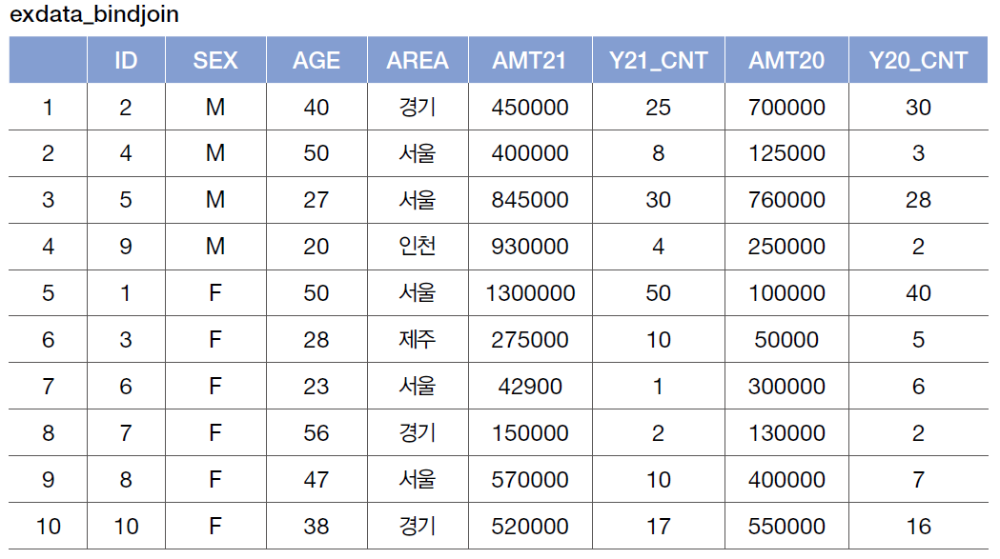 exdata_bindjoin
ID SEX AGE AREA AMT21 Y21_CNT AMT20 Y20_CNT
1 2 M 40 경기 450000 25 700000 30
2 4 M 50 서울 400000 8 125000 3
3 5 M 27 서울 845000 30 760000 28
4 9 M 20 인천 930000 4 250000 2
5 1 F 50 서울 1300000 50 100000 40
6 3 F 28 제주 275000 10 50000 5
7 6 F 23 서울 42900 1 300000 6
8 7 F 56 경기 150000 2 130000 2
9 8 F 47 서울 570000 10 400000 7
10 10 F 38 경기 520000 17 550000 16